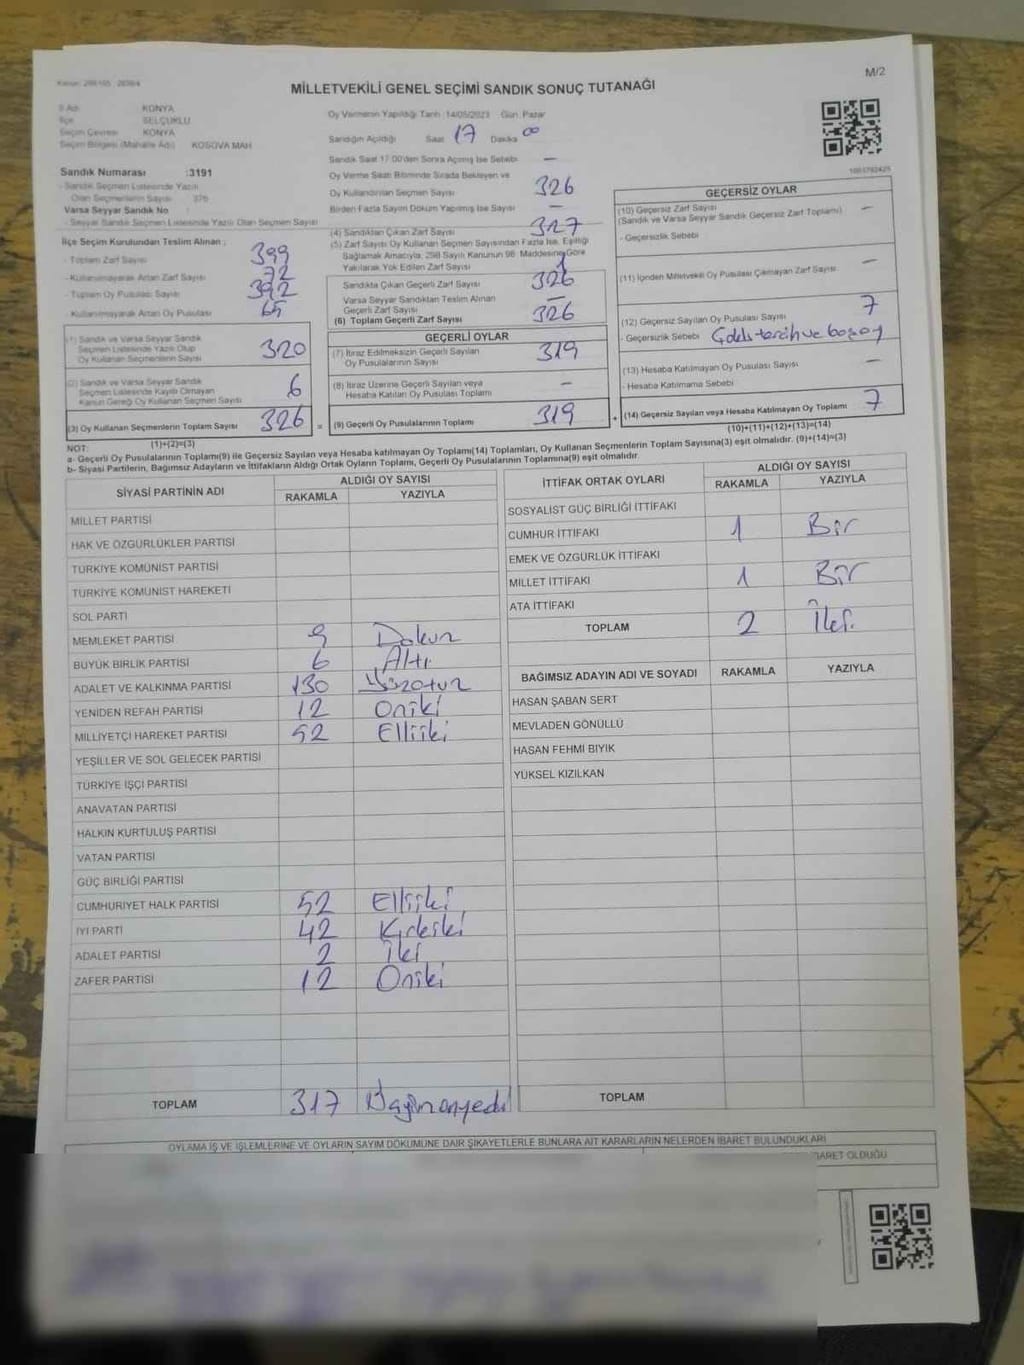 M/2
MİLLETVEKİLİ GENEL SEÇİMİ SANDIK SONUÇ TUTANAĞI
İl Adı : KONYA
İlçe : SELÇUKLU
Seçim Çevresi : KONYA
Seçim Bölgesi (Mahalle Adı) : KOSOVA MAH
Sandık Numarası :3191
- Sandık Seçmen Listesinde Yazılı
Olan Seçmenlerin Sayısı : 376
Varsa Seyyar Sandık No :
- Seyyar Sandık Seçmen Listesinde Yazılı Olan Seçmen Sayısı
İlçe Seçim Kurulundan Teslim Alınan ;
- Toplam Zarf Sayısı 399
- Kullanılmayarak Artan Zarf Sayısı 72
- Toplam Oy Pusulası Sayısı 392
- Kullanılmayarak Artan Oy Pusulası 65
(1) Sandık ve Varsa Seyyar Sandık
Seçmen Listesinde Yazılı Olup
Oy Kullanan Seçmenlerin Sayısı 320
(2) Sandık ve Varsa Seyyar Sandık
Seçmen Listesinde Kayıtlı Olmayan
Kanun Gereği Oy Kullanan Seçmen Sayısı 6
(3) Oy Kullanan Seçmenlerin Toplam Sayısı 326
(1)+(2)=(3)
Oy Vermenin Yapıldığı Tarih : 14/05/2023 Gün : Pazar
Sandığın Açıldığı Saat 17 Dakika 00
Sandık Saat 17:00'den Sonra Açılmış İse Sebebi —
Oy Verme Saati Bitiminde Sırada Bekleyen ve
Oy Kullandırılan Seçmen Sayısı 326
Birden Fazla Sayım Döküm Yapılmış İse Sayısı —
(4) Sandıktan Çıkan Zarf Sayısı 327
(5) Zarf Sayısı Oy Kullanan Seçmen Sayısından Fazla İse, Eşitliği
Sağlamak Amacıyla, 298 Sayılı Kanunun 98. Maddesine Göre
Yakılarak Yok Edilen Zarf Sayısı 1
Sandıkta Çıkan Geçerli Zarf Sayısı 326
Varsa Seyyar Sandıktan Teslim Alınan
Geçerli Zarf Sayısı —
(6) Toplam Geçerli Zarf Sayısı 326
GEÇERLİ OYLAR
(7) İtiraz Edilmeksizin Geçerli Sayılan
Oy Pusulalarının Sayısı 319
(8) İtiraz Üzerine Geçerli Sayılan veya
Hesaba Katılan Oy Pusulası Toplamı —
= (9) Geçerli Oy Pusulalarının Toplamı 319 +
GEÇERSİZ OYLAR
(10) Geçersiz Zarf Sayısı
(Sandık ve Varsa Seyyar Sandık Geçersiz Zarf Toplamı) —
- Geçersizlik Sebebi
(11) İçinden Milletvekili Oy Pusulası Çıkmayan Zarf Sayısı —
(12) Geçersiz Sayılan Oy Pusulası Sayısı 7
- Geçersizlik Sebebi
(13) Hesaba Katılmayan Oy Pusulası Sayısı —
- Hesaba Katılmama Sebebi
(14) Geçersiz Sayılan veya Hesaba Katılmayan Oy Toplamı 7
(10)+(11)+(12)+(13)=(14)
NOT:
a- Geçerli Oy Pusulalarının Toplamı(9) ile Geçersiz Sayılan veya Hesaba katılmayan Oy Toplamı(14) Toplamları, Oy Kullanan Seçmenlerin Toplam Sayısına(3) eşit olmalıdır. (9)+(14)=(3)
b- Siyasi Partilerin, Bağımsız Adayların ve İttifakların Aldığı Ortak Oyların Toplamı, Geçerli Oy Pusulalarının Toplamına(9) eşit olmalıdır.
SİYASİ PARTİNİN ADI ALDIĞI OY SAYISI
RAKAMLA YAZIYLA
MİLLET PARTİSİ
HAK VE ÖZGÜRLÜKLER PARTİSİ
TÜRKİYE KOMÜNİST PARTİSİ
TÜRKİYE KOMÜNİST HAREKETİ
SOL PARTİ
MEMLEKET PARTİSİ 9 Dokuz
BÜYÜK BİRLİK PARTİSİ 6 Altı
ADALET VE KALKINMA PARTİSİ 130 Yüzotuz
YENİDEN REFAH PARTİSİ 12 Oniki
MİLLİYETÇİ HAREKET PARTİSİ 52 Elliiki
YEŞİLLER VE SOL GELECEK PARTİSİ
TÜRKİYE İŞÇİ PARTİSİ
ANAVATAN PARTİSİ
HALKIN KURTULUŞ PARTİSİ
VATAN PARTİSİ
GÜÇ BİRLİĞİ PARTİSİ
CUMHURİYET HALK PARTİSİ 52 Elliiki
İYİ PARTİ 42 Kırkiki
ADALET PARTİSİ 2 İki
ZAFER PARTİSİ 12 Oniki
TOPLAM 317
İTTİFAK ORTAK OYLARI ALDIĞI OY SAYISI
RAKAMLA YAZIYLA
SOSYALİST GÜÇ BİRLİĞİ İTTİFAKI
CUMHUR İTTİFAKI 1 Bir
EMEK VE ÖZGÜRLÜK İTTİFAKI
MİLLET İTTİFAKI 1 Bir
ATA İTTİFAKI
TOPLAM 2 İki
BAĞIMSIZ ADAYIN ADI VE SOYADI RAKAMLA YAZIYLA
HASAN ŞABAN SERT
MEVLADEN GÖNÜLLÜ
HASAN FEHMİ BIYIK
YÜKSEL KIZILKAN
TOPLAM
OYLAMA İŞ VE İŞLEMLERİNE VE OYLARIN SAYIM DÖKÜMÜNE DAİR ŞİKAYETLERLE BUNLARA AİT KARARLARIN NELERDEN İBARET BULUNDUKLARI
BARET OLDUĞU